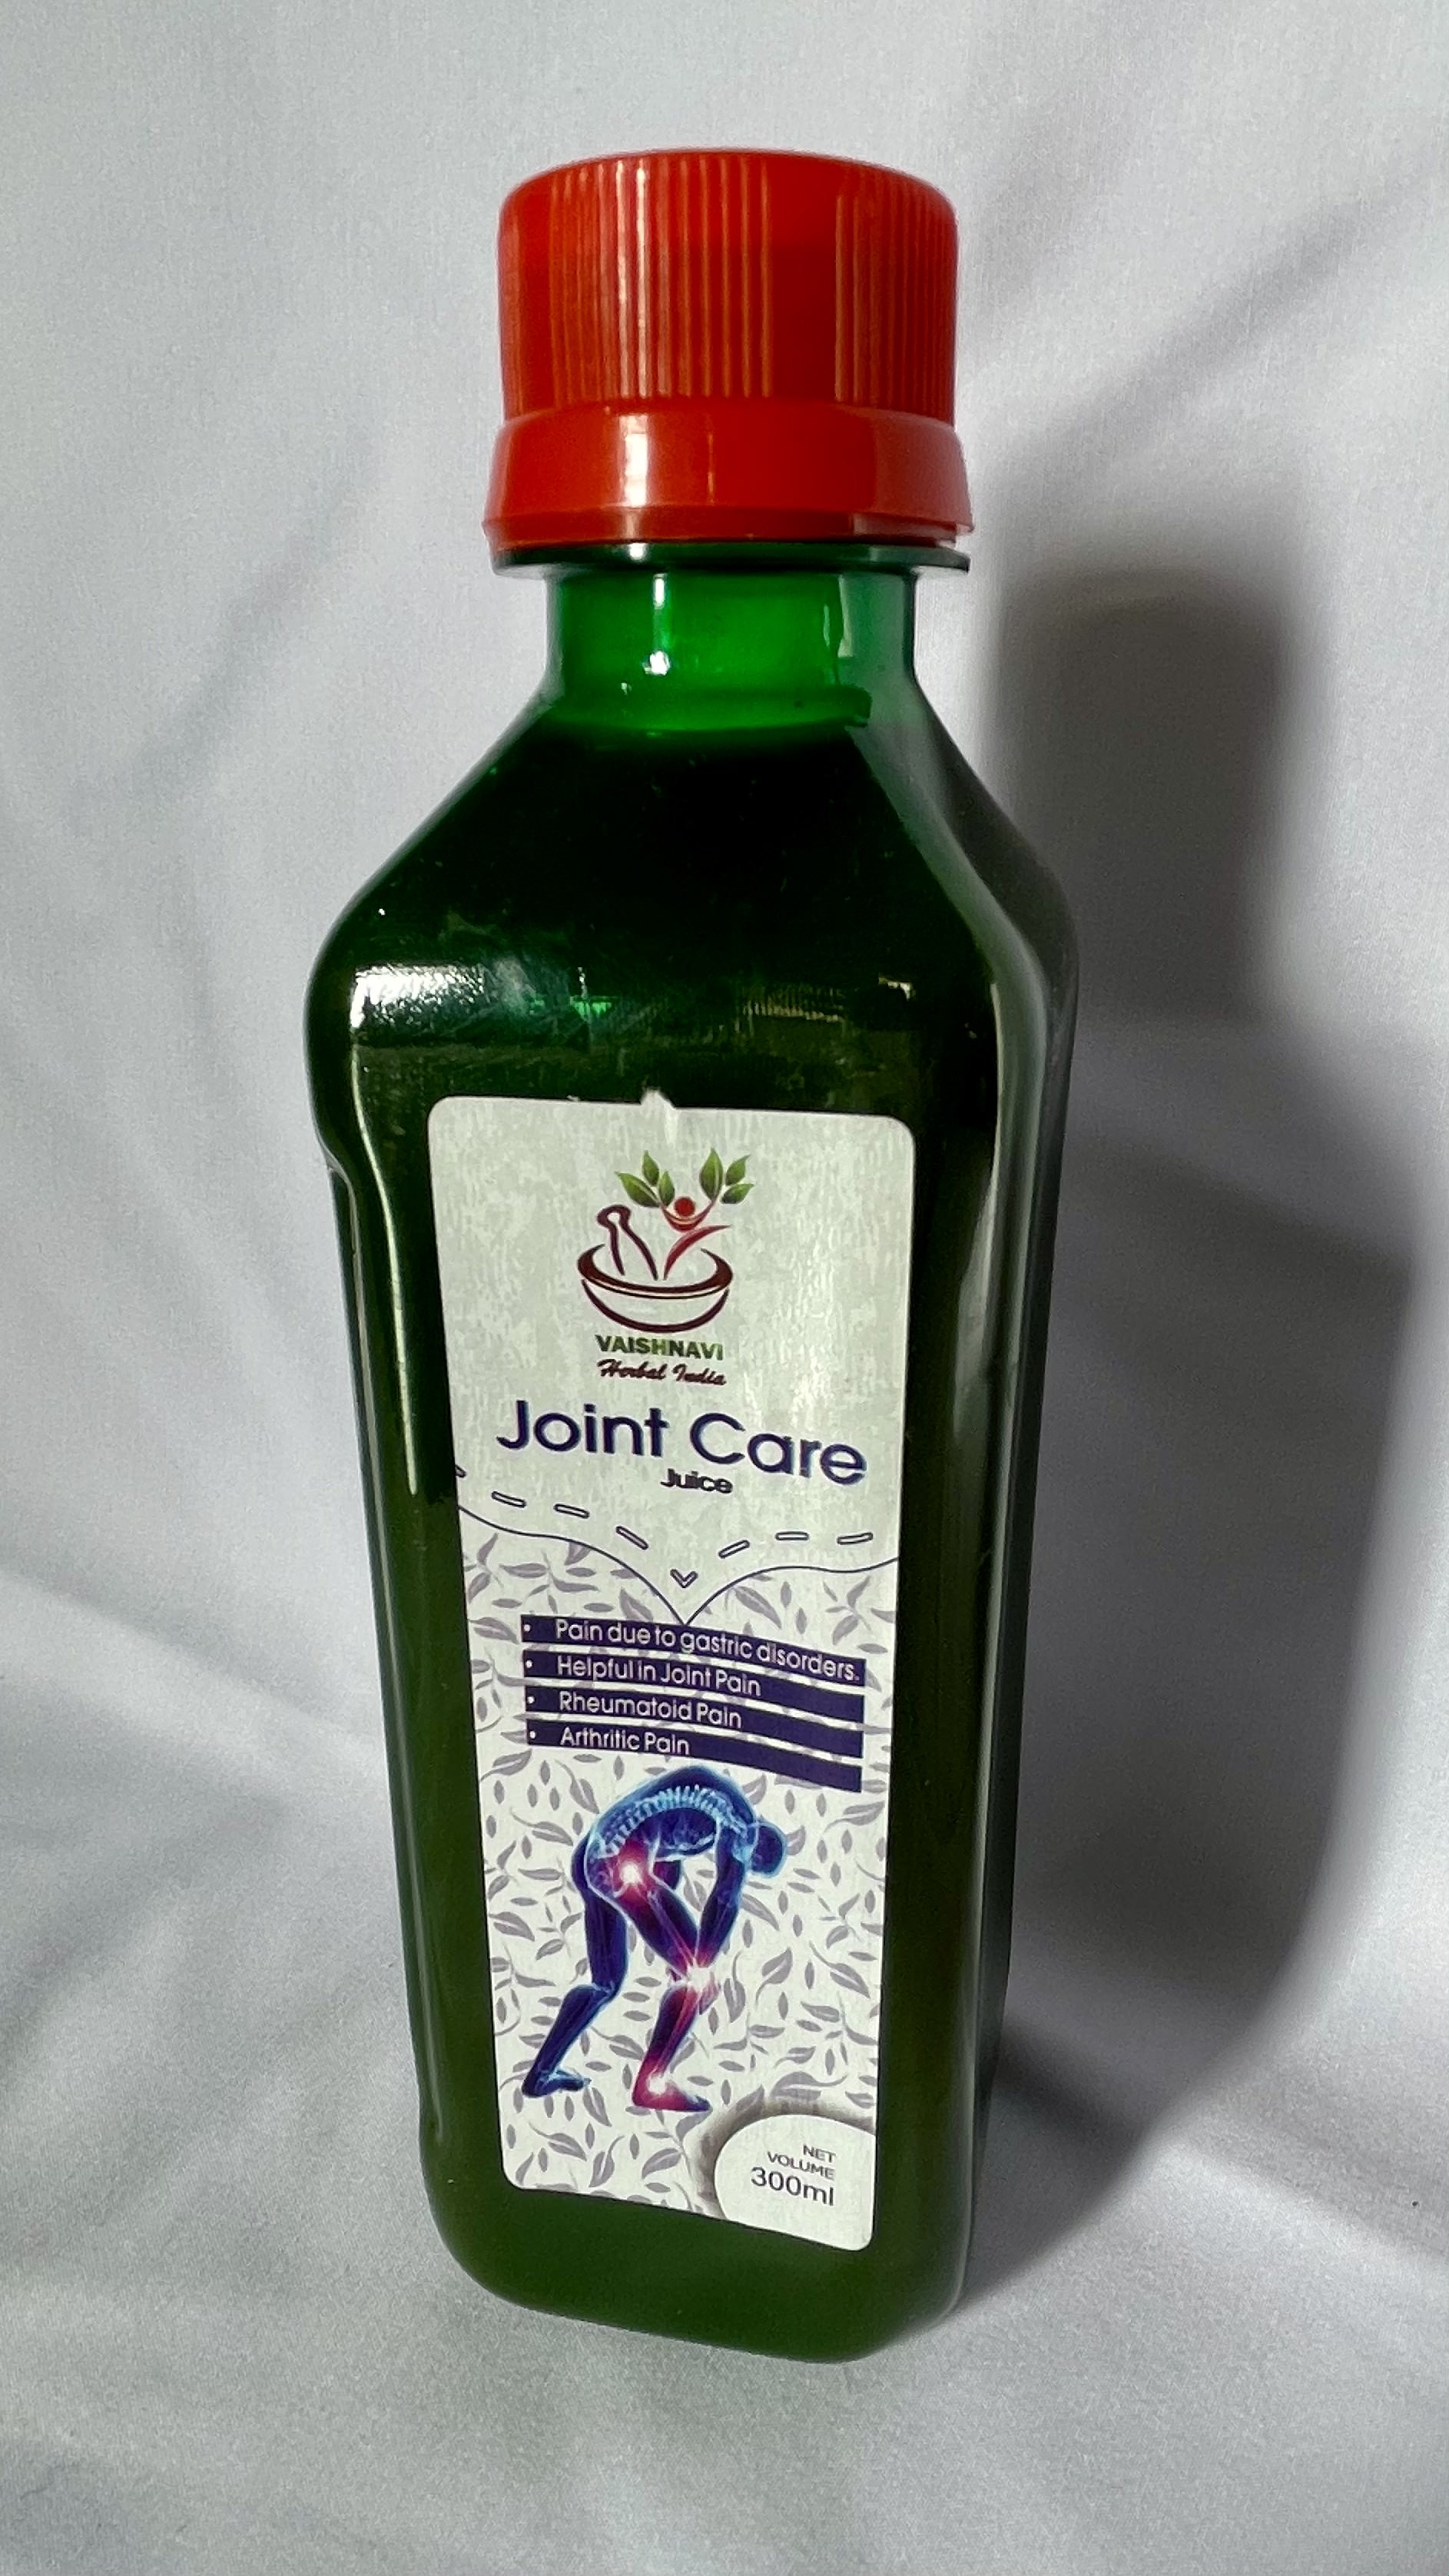 VAISHNAVI
Herbal India
Joint Care
Juice
• Pain due to gastric disorders.
• Helpful in Joint Pain
• Rheumatoid Pain
• Arthritic Pain
NET
VOLUME
300ml